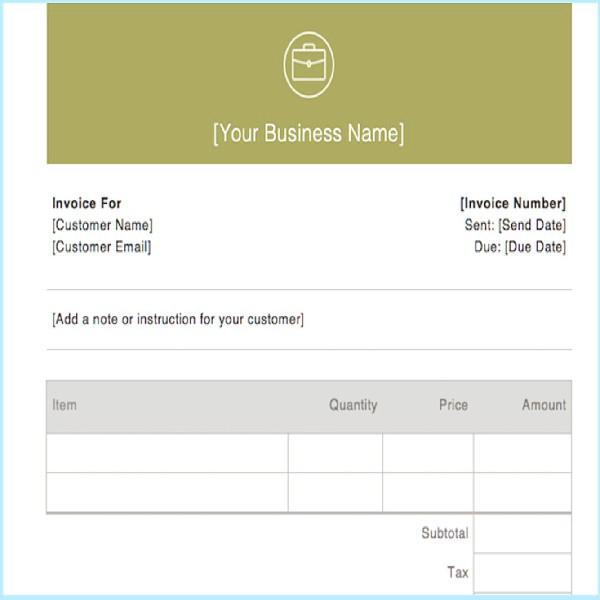 [Your Business Name]
Invoice For
[Customer Name]
[Customer Email]
[Invoice Number]
Sent: [Send Date]
Due: [Due Date]
[Add a note or instruction for your customer]
Item Quantity Price Amount
Subtotal
Tax